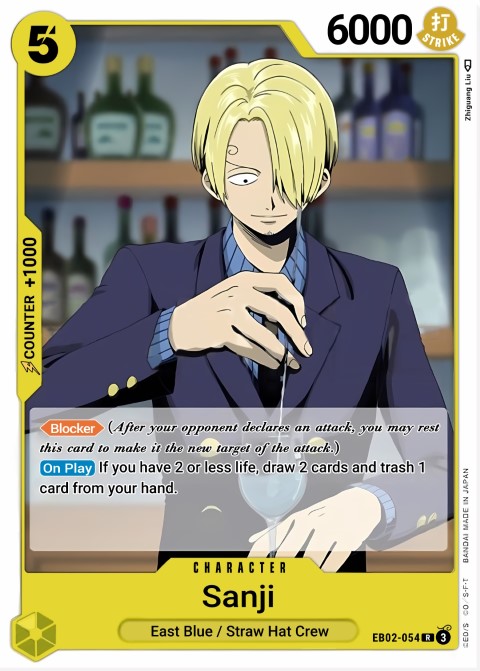 5
6000
打
STRIKE
Zhiguang Liu
COUNTER +1000
Blocker (After your opponent declares an attack, you may rest
this card to make it the new target of the attack.)
On Play If you have 2 or less life, draw 2 cards and trash 1
card from your hand.
CHARACTER
Sanji
East Blue / Straw Hat Crew
EB02-054 R 3
©E.O/S. ©O./S･F･T BANDAI MADE IN JAPAN